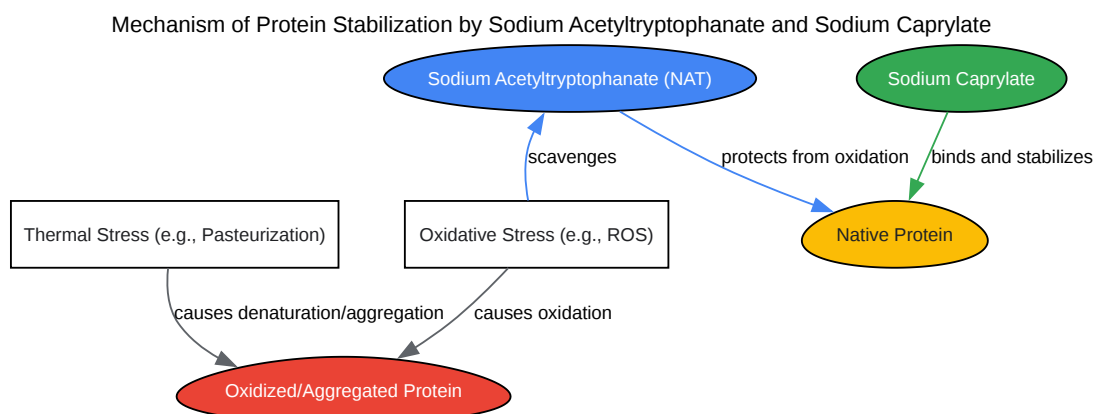 Mechanism of Protein Stabilization by Sodium Acetyltryptophanate and Sodium Caprylate
Sodium Acetyltryptophanate (NAT)
Sodium Caprylate
scavenges
protects from oxidation
binds and stabilizes
Thermal Stress (e.g., Pasteurization)
Oxidative Stress (e.g., ROS)
Native Protein
causes denaturation/aggregation
causes oxidation
Oxidized/Aggregated Protein